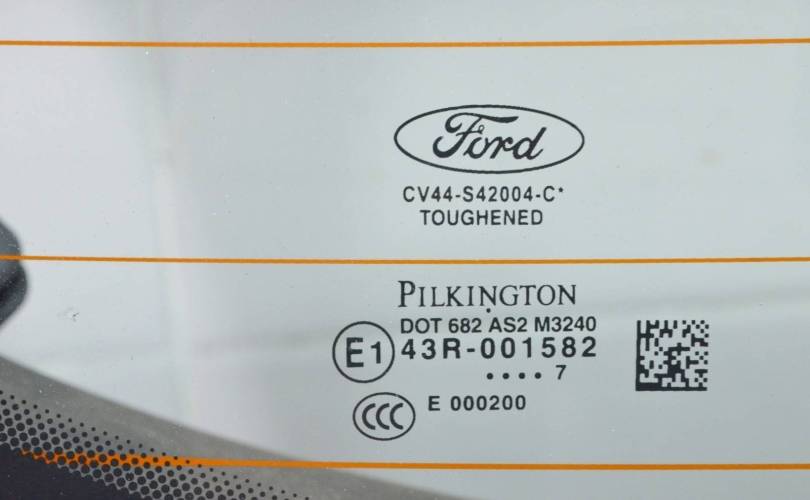 Ford
CV44-S42004-C*
TOUGHENED
PILKINGTON
DOT 682 AS2 M3240
E1 43R-001582
.... 7
CCC E 000200